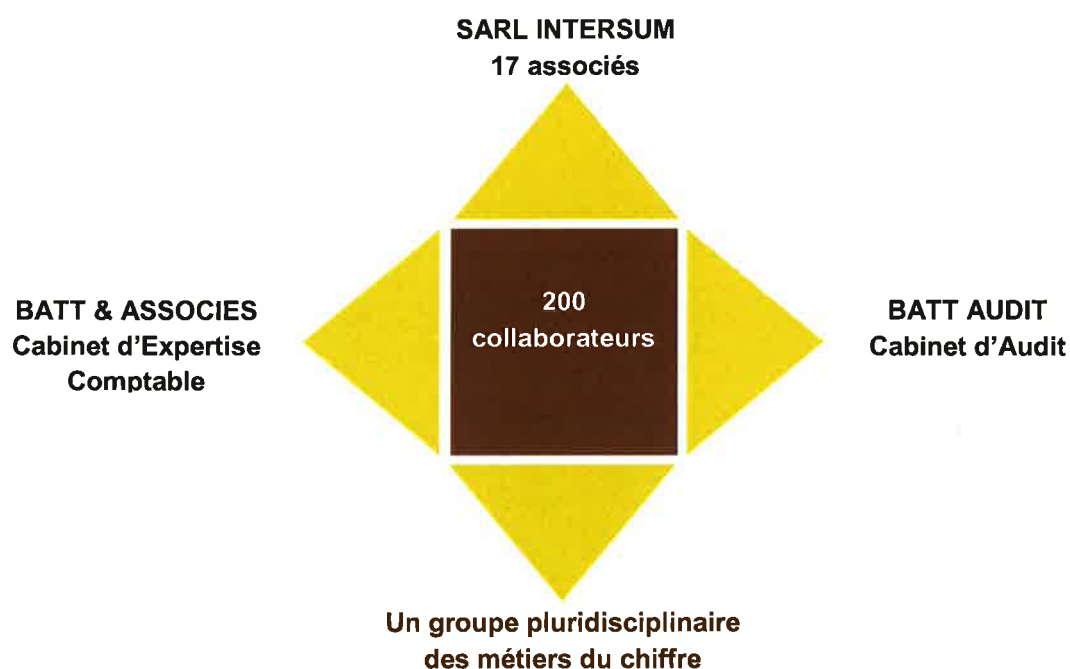 SARL INTERSUM
17 associés
BATT & ASSOCIES
Cabinet d'Expertise
Comptable
200
collaborateurs
BATT AUDIT
Cabinet d'Audit
Un groupe pluridisciplinaire
des métiers du chiffre